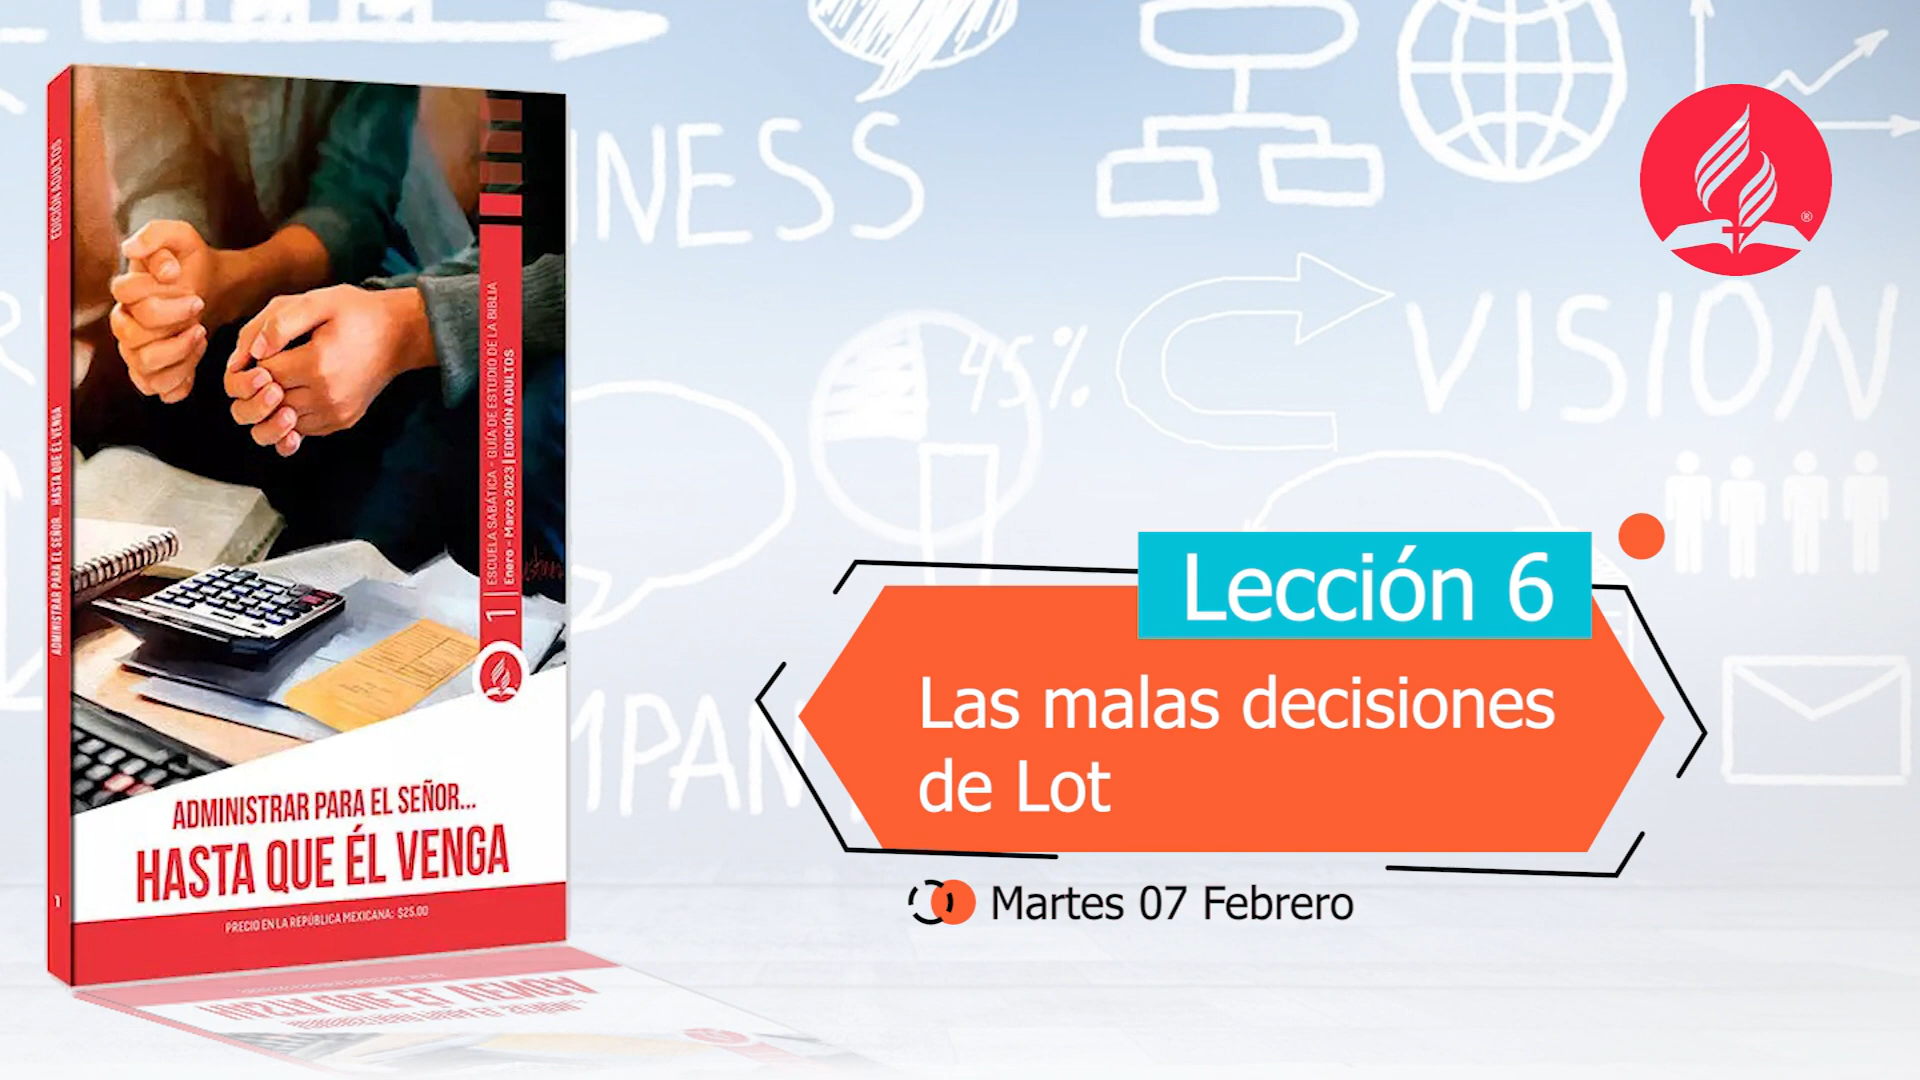 INESS
VISION
45%
MPAN
EDICIÓN ADULTOS
ADMINISTRAR PARA EL SEÑOR... HASTA QUE ÉL VENGA
1
ESCUELA SABÁTICA - GUÍA DE ESTUDIO DE LA BIBLIA
Enero - Marzo 2023 | EDICIÓN ADULTOS
1
ADMINISTRAR PARA EL SEÑOR...
HASTA QUE ÉL VENGA
PRECIO EN LA REPÚBLICA MEXICANA: $25.00
®
Lección 6
Las malas decisiones
de Lot
Martes 07 Febrero